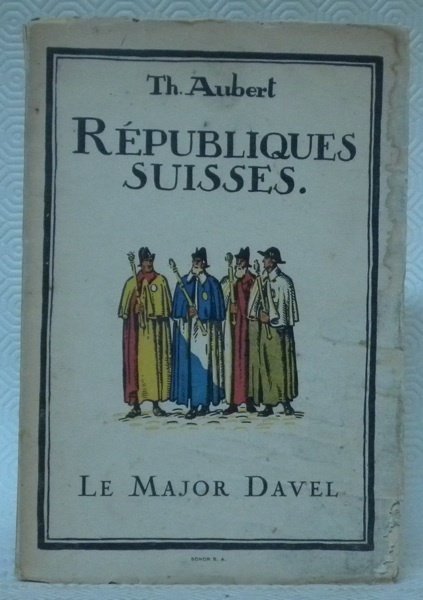 Th. Aubert
RÉPUBLIQUES
SUISSES.
LE MAJOR DAVEL
SONOR S. A.